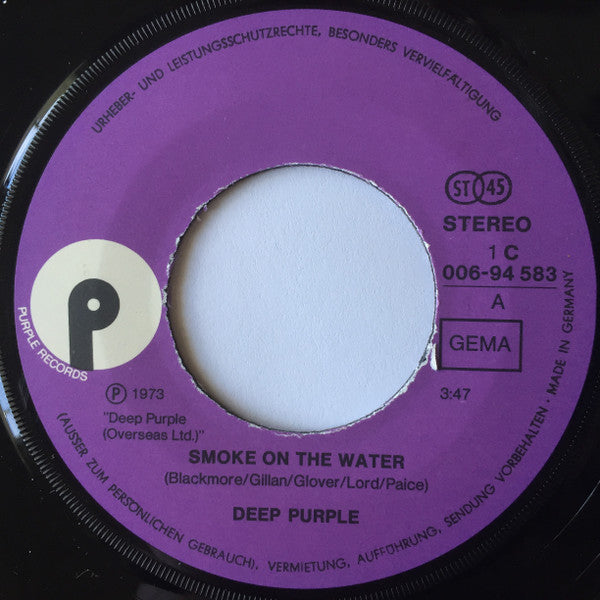 URHEBER- UND LEISTUNGSSCHUTZRECHTE, BESONDERS VERVIELFÄLTIGUNG
ST 45
STEREO
1 C
006-94 583
A
GEMA
3:47
P
PURPLE RECORDS
Ⓟ 1973
"Deep Purple
(Overseas Ltd.)"
SMOKE ON THE WATER
(Blackmore/Gillan/Glover/Lord/Paice)
DEEP PURPLE
(AUSSER ZUM PERSÖNLICHEN GEBRAUCH), VERMIETUNG, AUFFÜHRUNG, SENDUNG VORBEHALTEN · MADE IN GERMANY